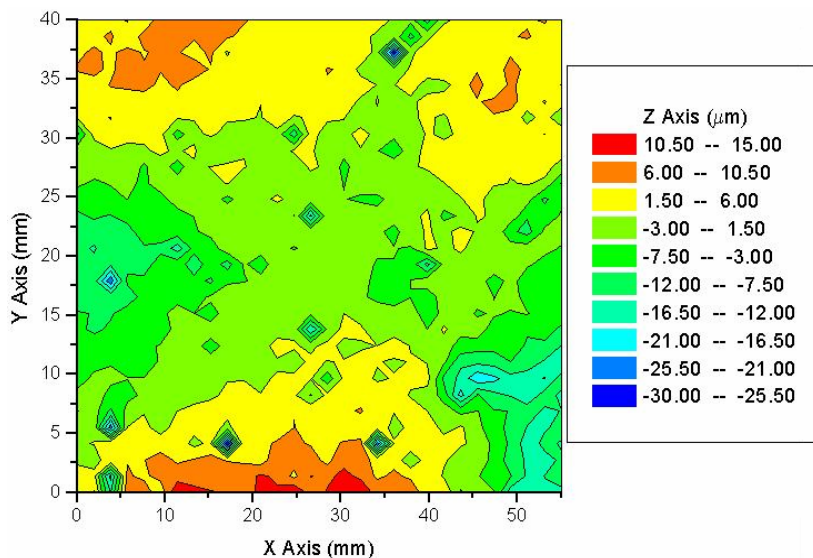 40
35
30
25
20
15
10
5
0
Y Axis (mm)
0 10 20 30 40 50
X Axis (mm)
Z Axis (μm)
10.50 -- 15.00
6.00 -- 10.50
1.50 -- 6.00
-3.00 -- 1.50
-7.50 -- -3.00
-12.00 -- -7.50
-16.50 -- -12.00
-21.00 -- -16.50
-25.50 -- -21.00
-30.00 -- -25.50